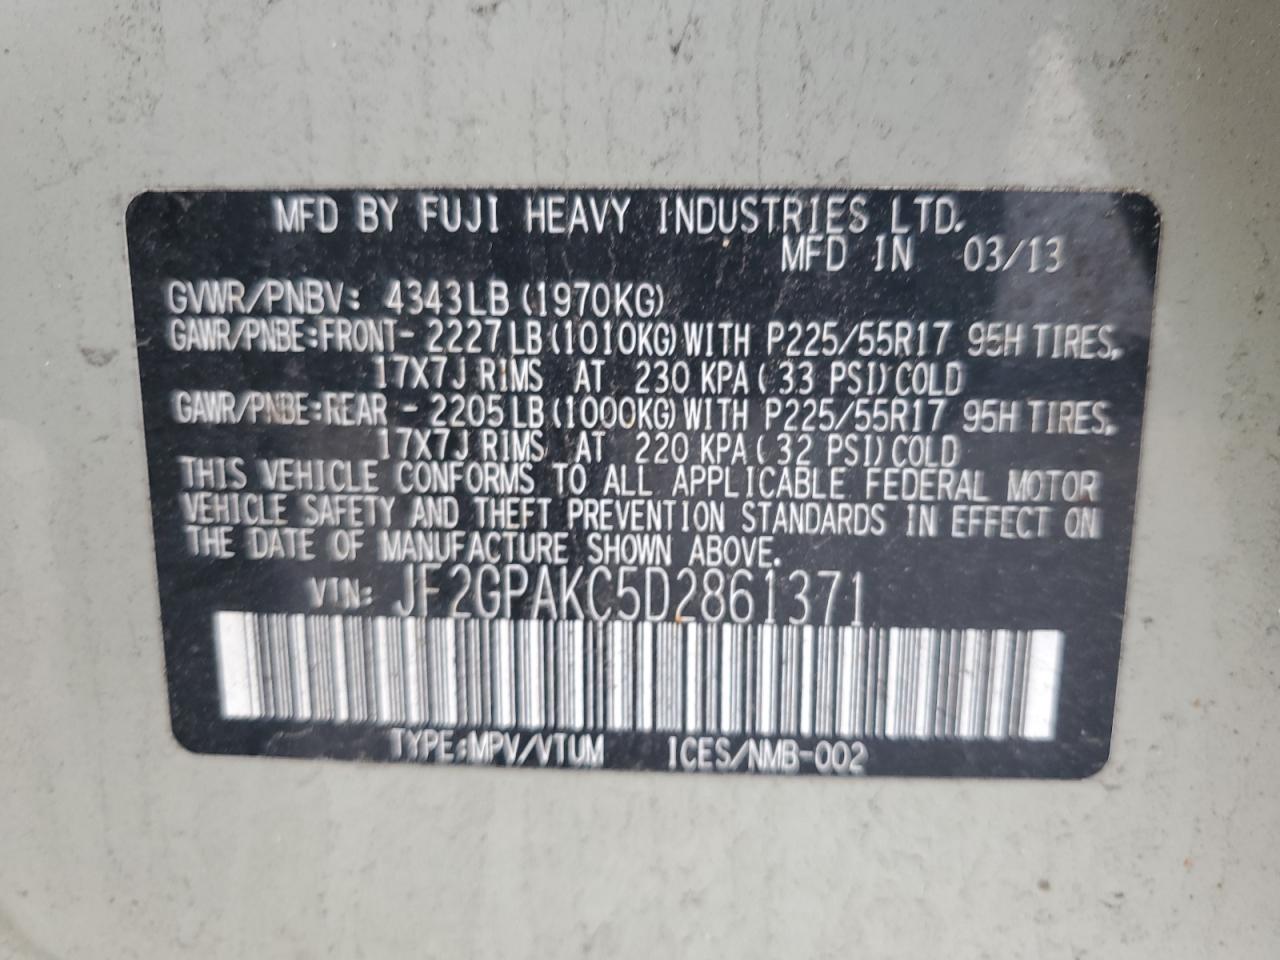 MFD BY FUJI HEAVY INDUSTRIES LTD.
MFD IN 03/13
GVWR/PNBV: 4343LB (1970KG)
GAWR/PNBE:FRONT- 2227LB(1010KG)WITH P225/55R17 95H TIRES,
17X7J RIMS AT 230 KPA( 33 PSI)COLD
GAWR/PNBE:REAR - 2205LB(1000KG)WITH P225/55R17 95H TIRES,
17X7J RIMS AT 220 KPA( 32 PSI)COLD
THIS VEHICLE CONFORMS TO ALL APPLICABLE FEDERAL MOTOR
VEHICLE SAFETY AND THEFT PREVENTION STANDARDS IN EFFECT ON
THE DATE OF MANUFACTURE SHOWN ABOVE.
VIN: JF2GPAKC5D2861371
TYPE:MPV/VTUM ICES/NMB-002